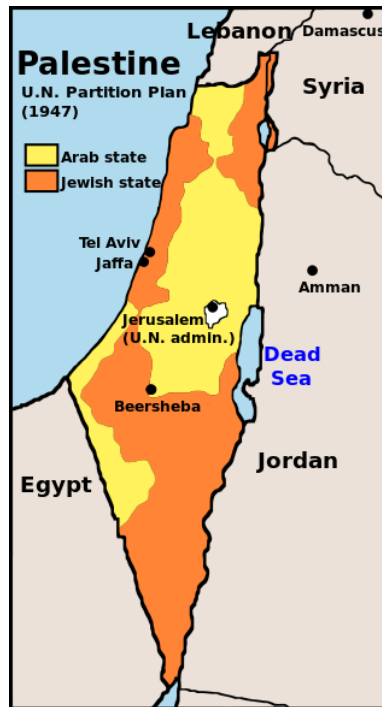 Lebanon
Damascus
Palestine
U.N. Partition Plan
(1947)
Syria
Arab state
Jewish state
Tel Aviv
Jaffa
Amman
Jerusalem
(U.N. admin.)
Dead
Sea
Beersheba
Jordan
Egypt